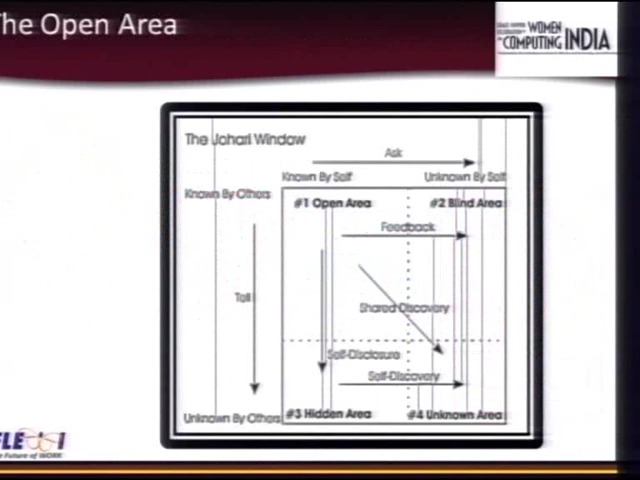 The Open Area
WOMEN
COMPUTING INDIA
The Johari Window
Ask
Known By Self Unknown By Self
Known By Others
#1 Open Area #2 Blind Area
Feedback
Tell
Shared Discovery
Self-Disclosure
Self-Discovery
Unknown By Others #3 Hidden Area #4 Unknown Area
Future of WORK